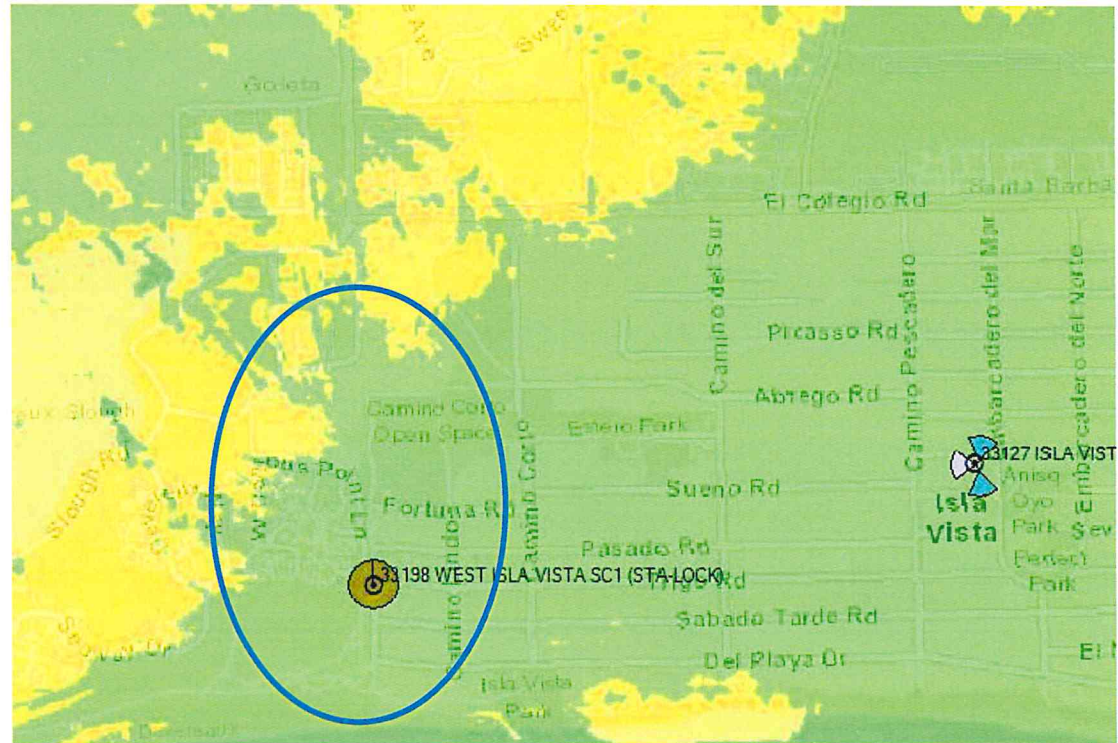 Goleta
El Colegio Rd
Santa Barba
Camino del Sur
Camino Pescadero
Embarcadero del Norte
Picasso Rd
Abrego Rd
Slough Rd
Camino Corto
Open Space
Estero Park
Camino Corto
33127 ISLA VIST
Sueno Rd
Fortuna Rd
Isla
Vista
Anisq
Oyo
Park
Pasado Rd
33198 WEST ISLA VISTA SC1 (STA-LOCK)
Trigo Rd
Perfect
Park
Sabado Tarde Rd
Del Playa Dr
Isla Vista
Park